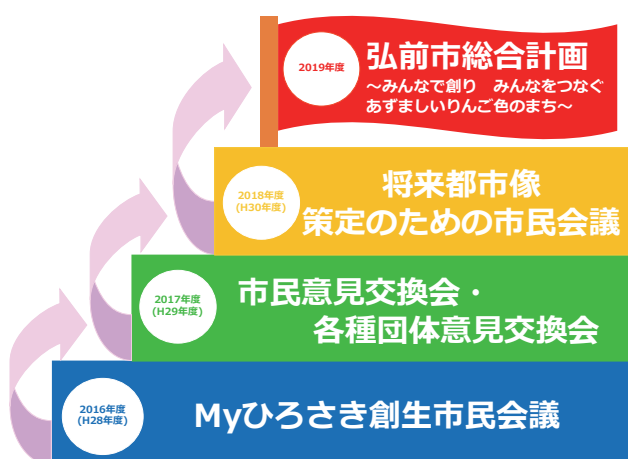 2019年度
弘前市総合計画
～みんなで創り　みんなをつなぐ
あずましいりんご色のまち～
2018年度
(H30年度)
将来都市像
策定のための市民会議
2017年度
(H29年度)
市民意見交換会・
各種団体意見交換会
2016年度
(H28年度)
Myひろさき創生市民会議